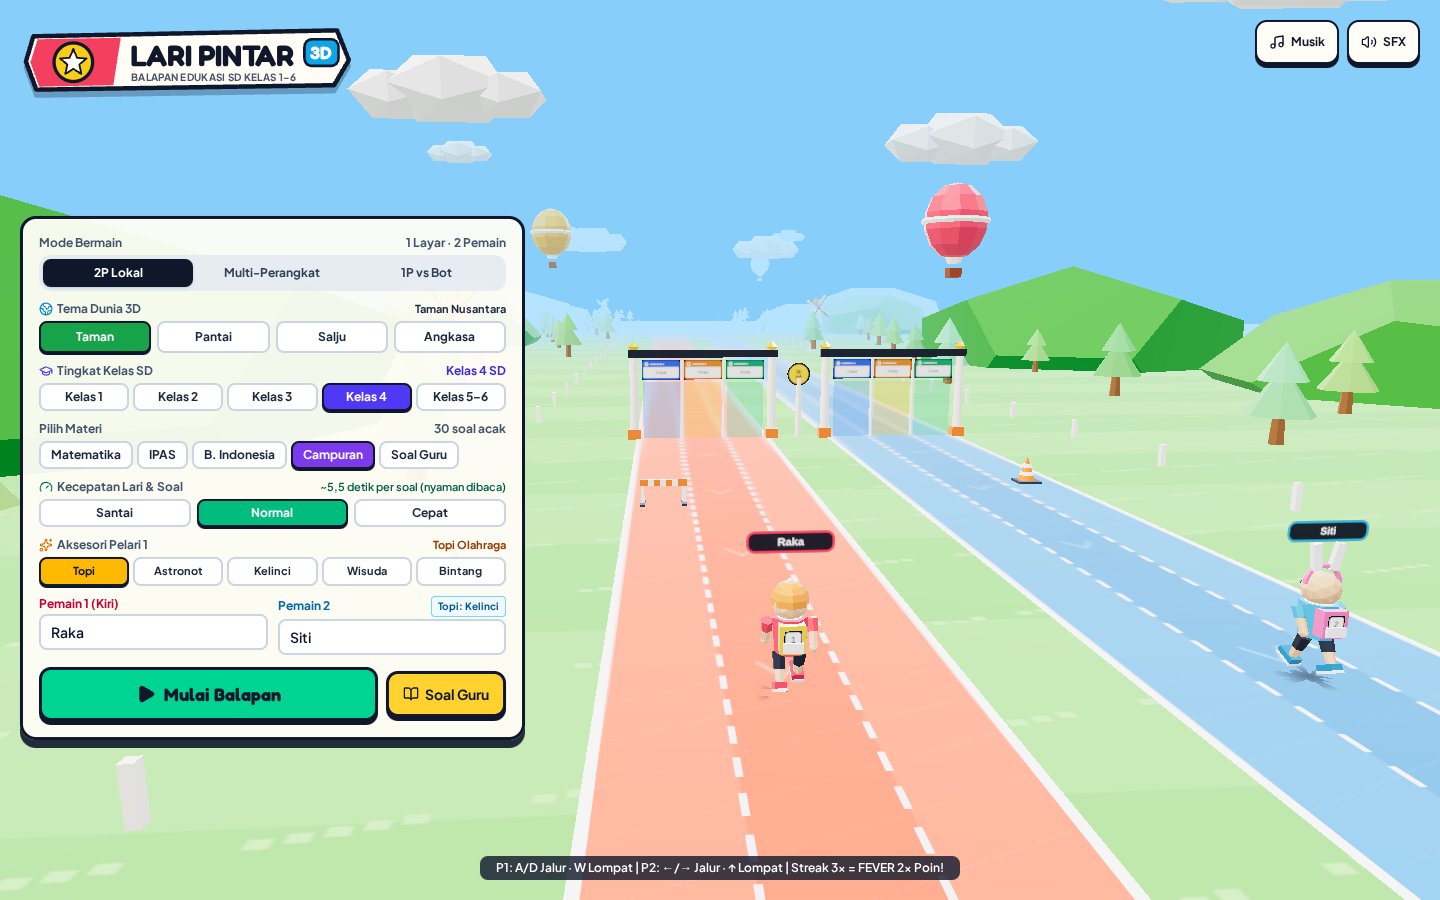 LARI PINTAR 3D
BALAPAN EDUKASI SD KELAS 1–6
Musik
SFX
Mode Bermain
1 Layar · 2 Pemain
2P Lokal
Multi-Perangkat
1P vs Bot
Tema Dunia 3D
Taman Nusantara
Taman
Pantai
Salju
Angkasa
Tingkat Kelas SD
Kelas 4 SD
Kelas 1
Kelas 2
Kelas 3
Kelas 4
Kelas 5–6
Pilih Materi
30 soal acak
Matematika
IPAS
B. Indonesia
Campuran
Soal Guru
Kecepatan Lari & Soal
~5,5 detik per soal (nyaman dibaca)
Santai
Normal
Cepat
Aksesori Pelari 1
Topi Olahraga
Topi
Astronot
Kelinci
Wisuda
Bintang
Pemain 1 (Kiri)
Raka
Pemain 2
Topi: Kelinci
Siti
Mulai Balapan
Soal Guru
Raka
1
Siti
2
P1: A/D Jalur · W Lompat | P2: ←/→ Jalur · ↑ Lompat | Streak 3x = FEVER 2x Poin!